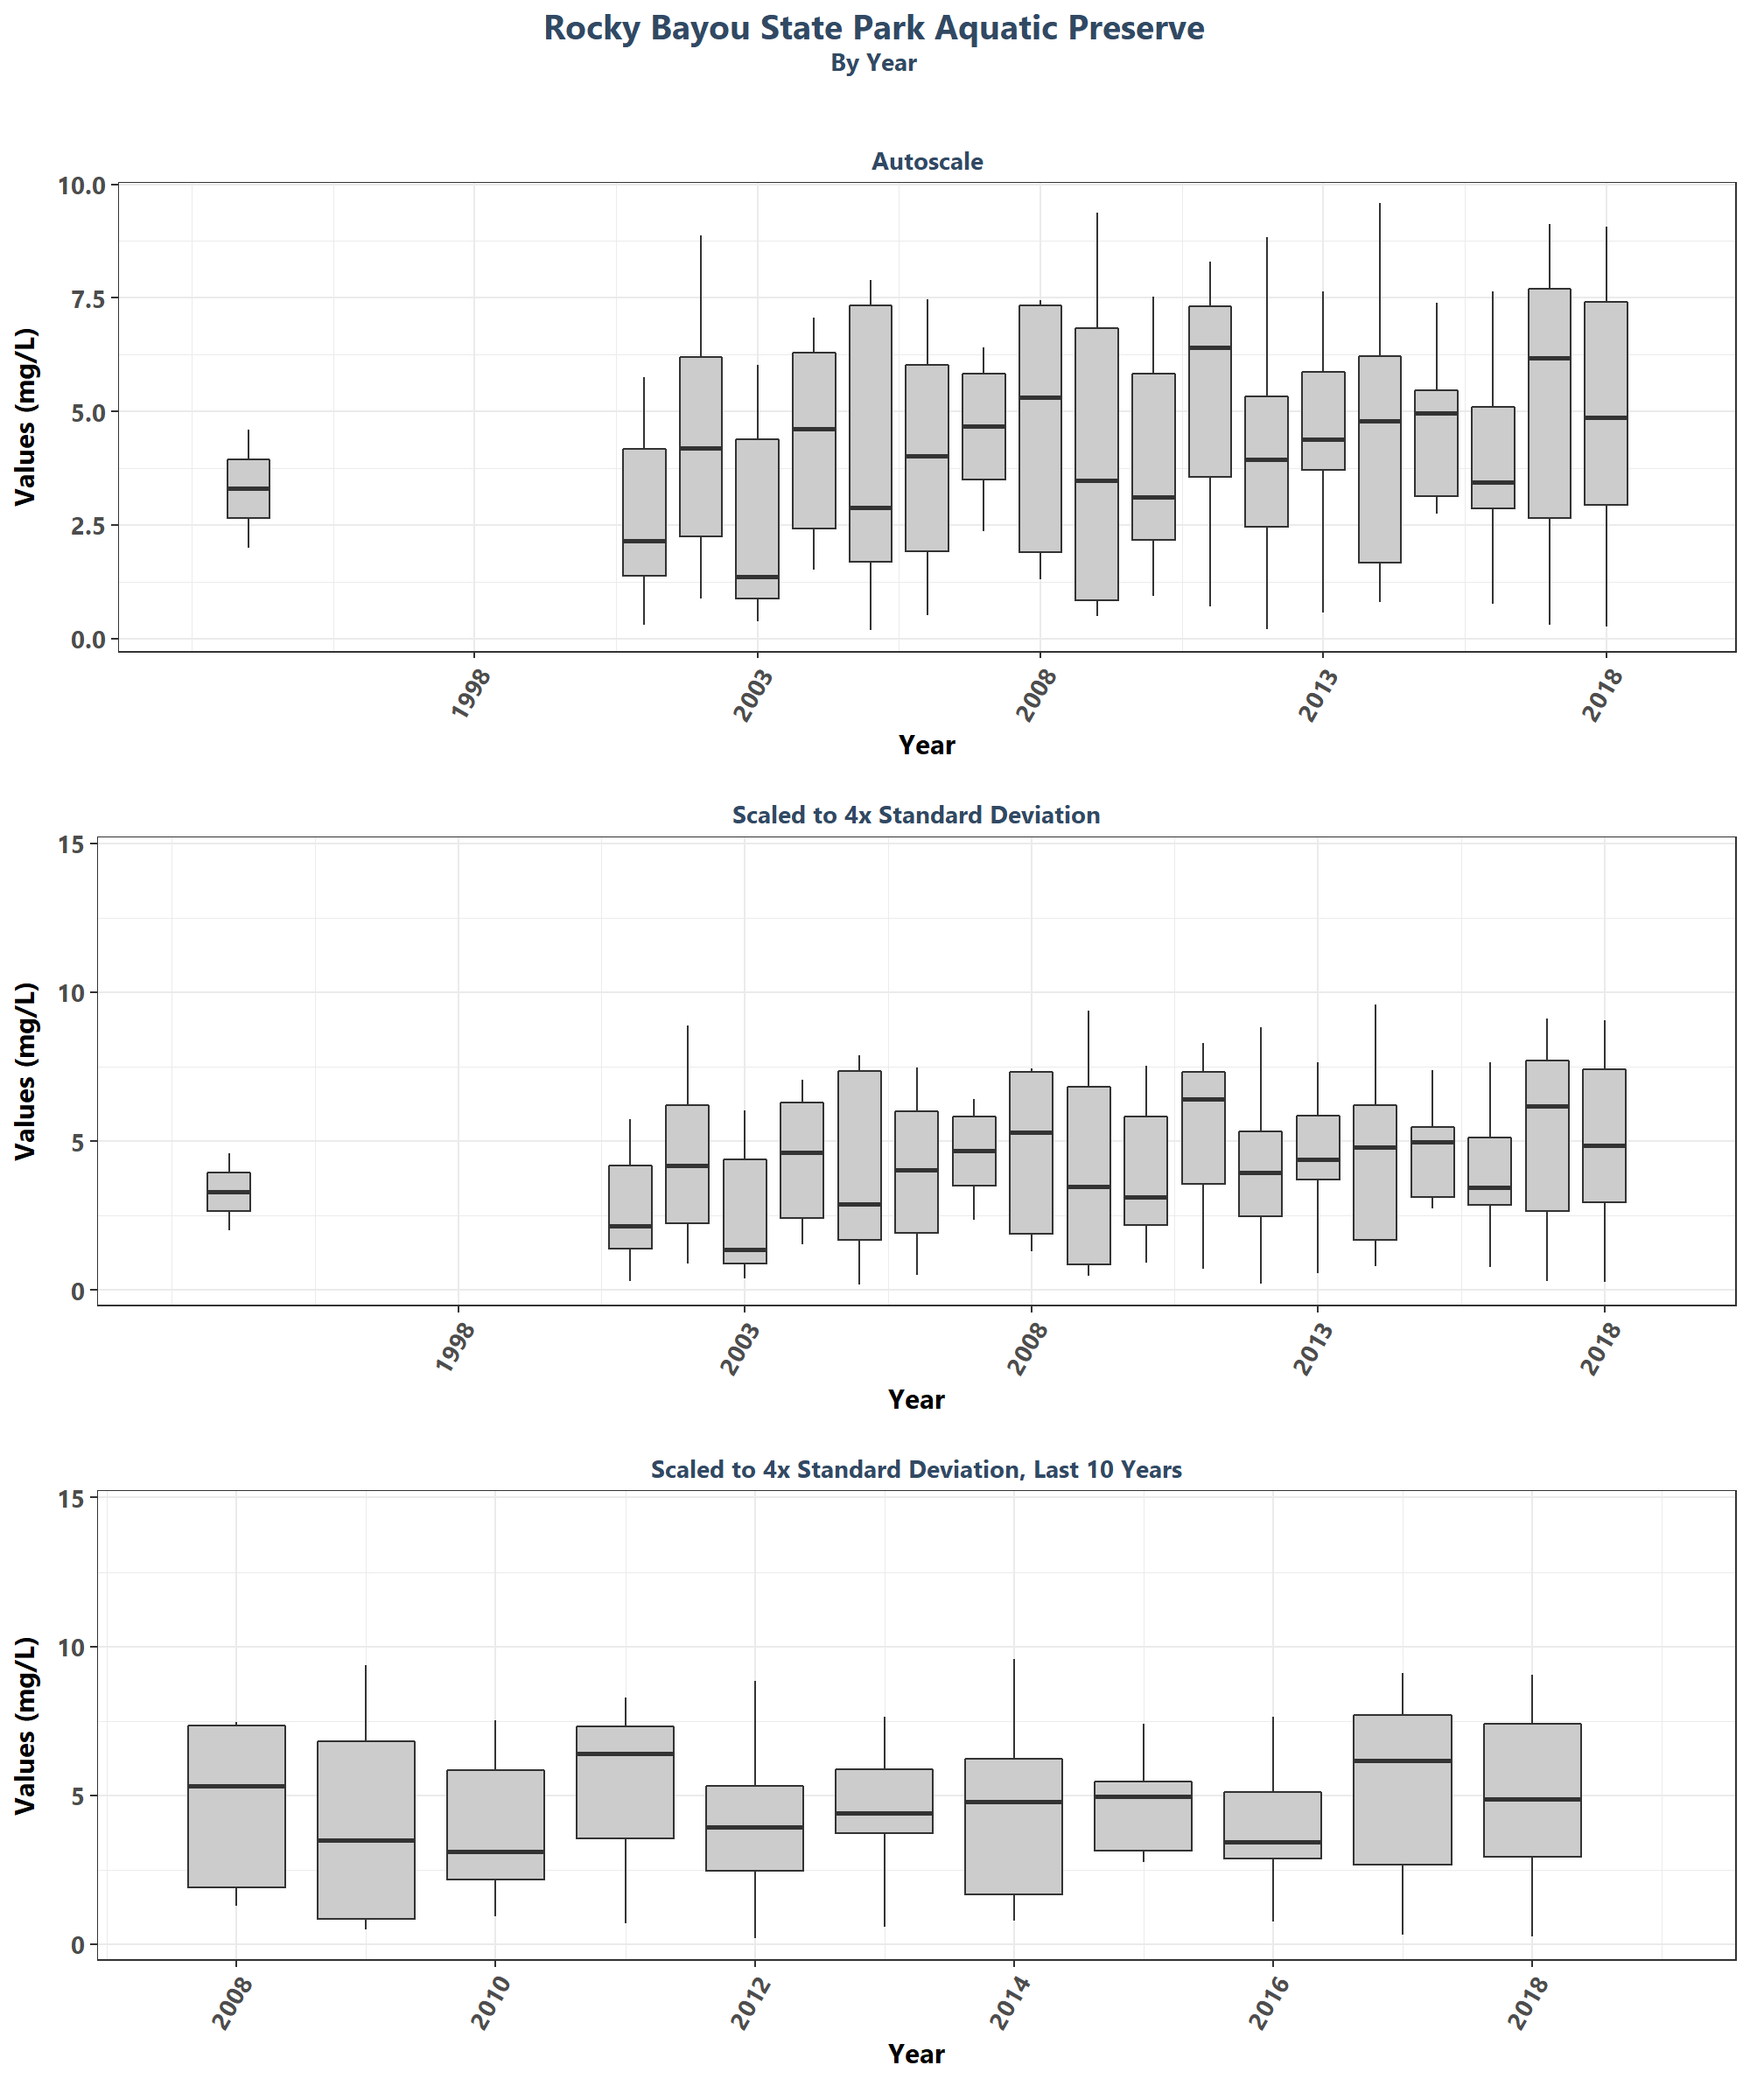 Rocky Bayou State Park Aquatic Preserve
By Year
Autoscale
10.0
7.5
5.0
2.5
0.0
Values (mg/L)
1998 2003 2008 2013 2018
Year
Scaled to 4x Standard Deviation
15
10
5
0
Values (mg/L)
1998 2003 2008 2013 2018
Year
Scaled to 4x Standard Deviation, Last 10 Years
15
10
5
0
Values (mg/L)
2008 2010 2012 2014 2016 2018
Year